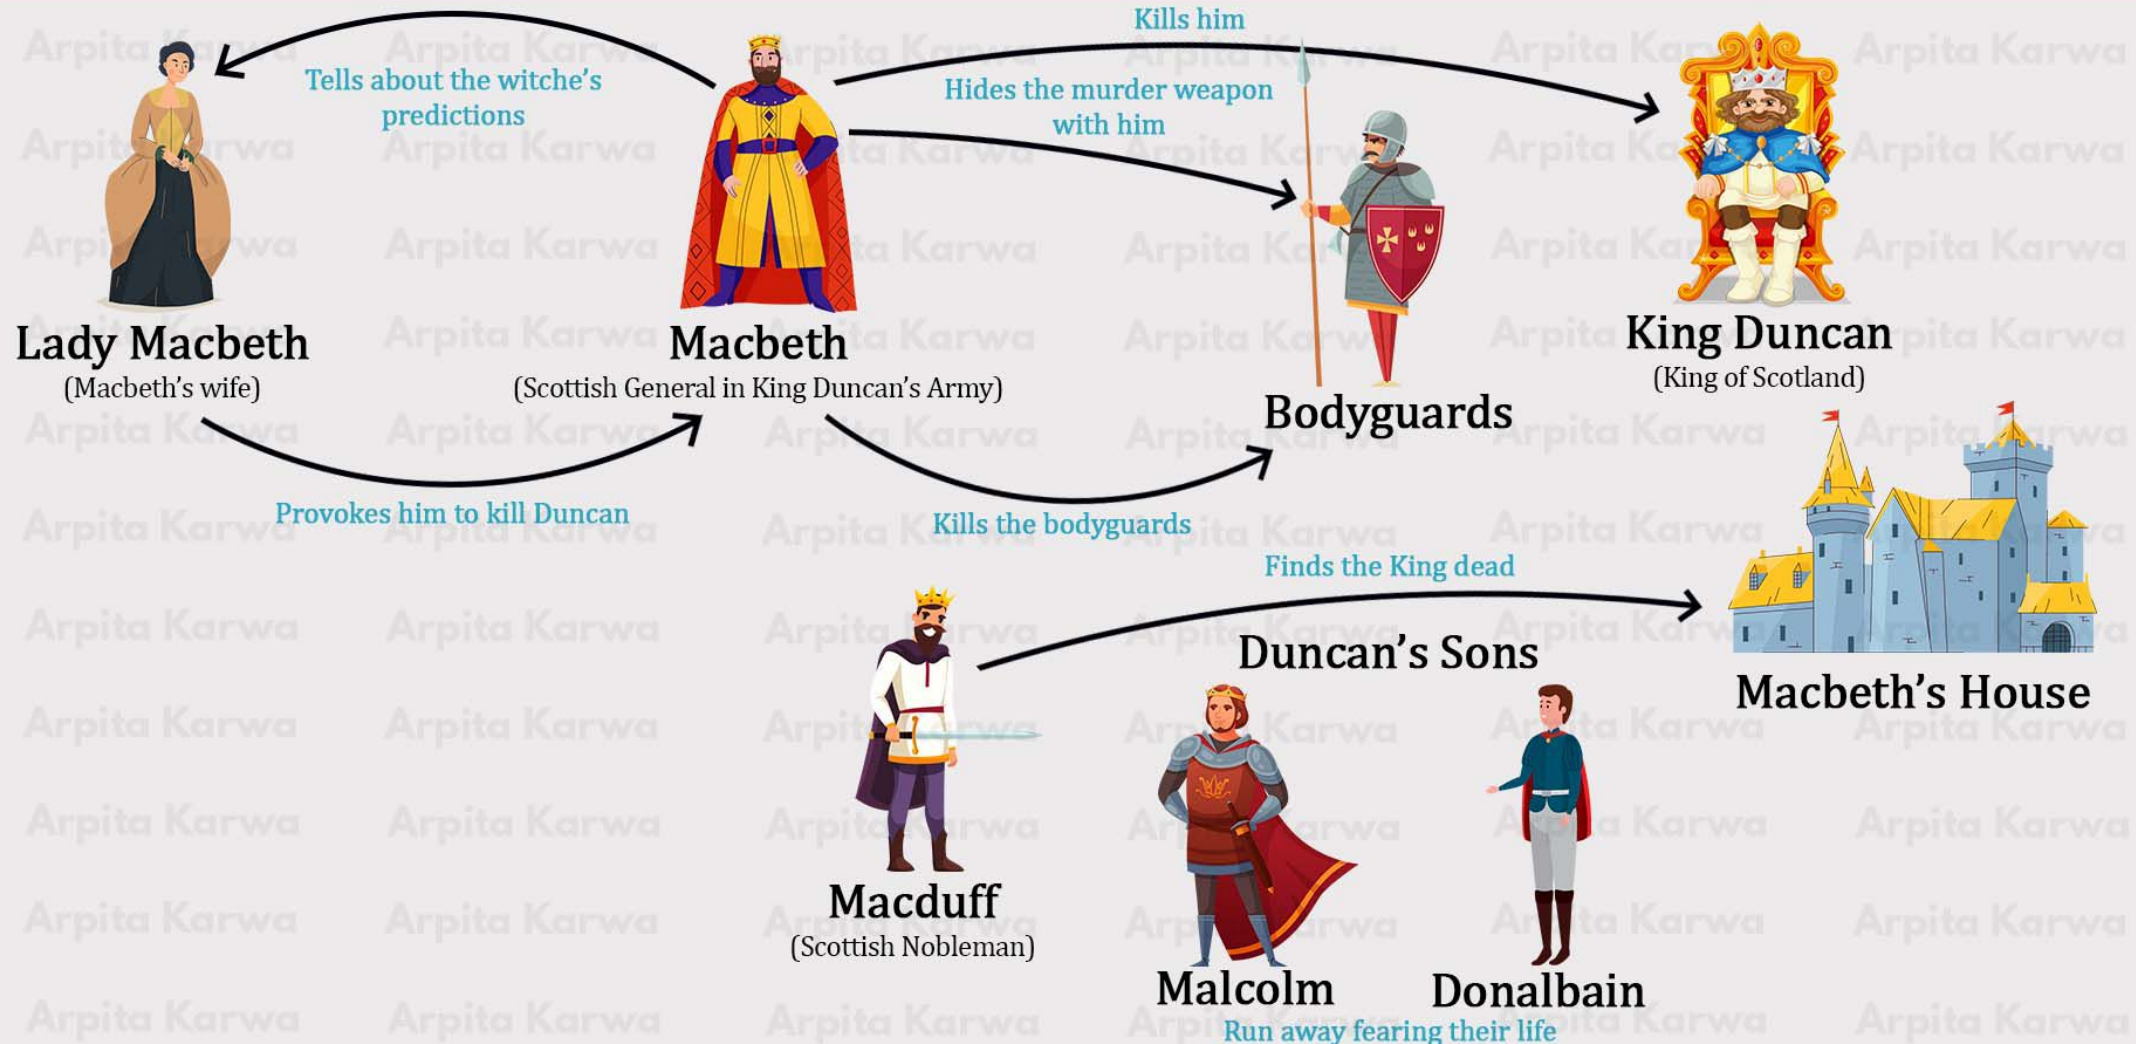 Kills him
Tells about the witche's
predictions
Hides the murder weapon
with him
Lady Macbeth
(Macbeth's wife)
Macbeth
(Scottish General in King Duncan's Army)
Bodyguards
King Duncan
(King of Scotland)
Provokes him to kill Duncan
Kills the bodyguards
Finds the King dead
Macbeth's House
Duncan's Sons
Macduff
(Scottish Nobleman)
Malcolm
Donalbain
Run away fearing their life
Arpita Karwa